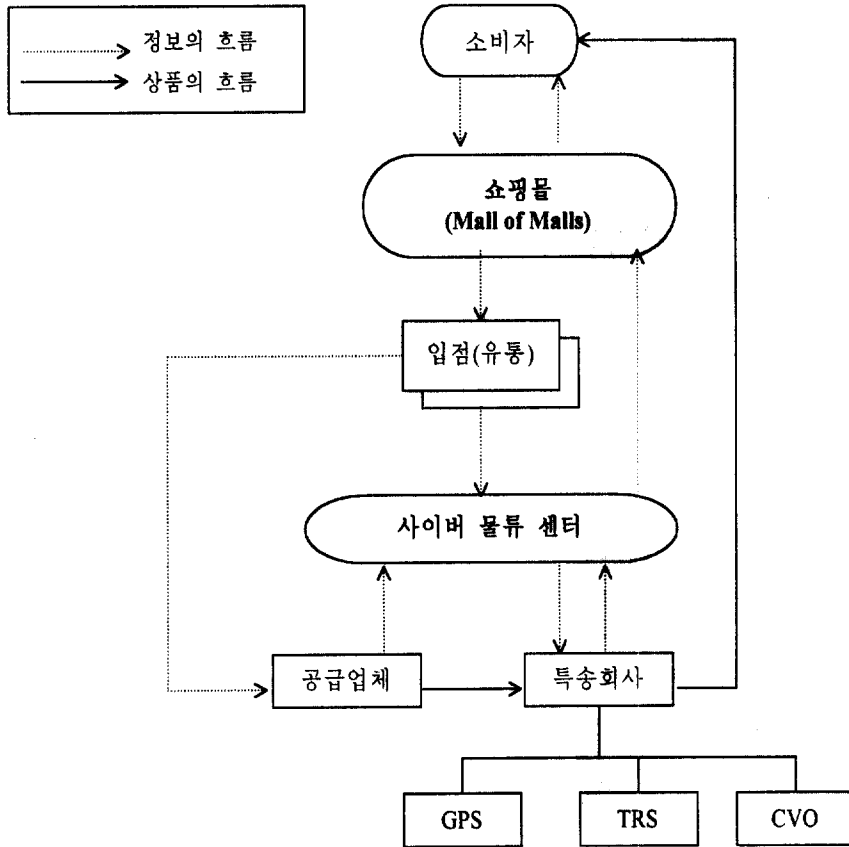 정보의 흐름
상품의 흐름
소비자
쇼핑몰
(Mall of Malls)
입점(유통)
사이버 물류 센터
공급업체
특송회사
GPS
TRS
CVO